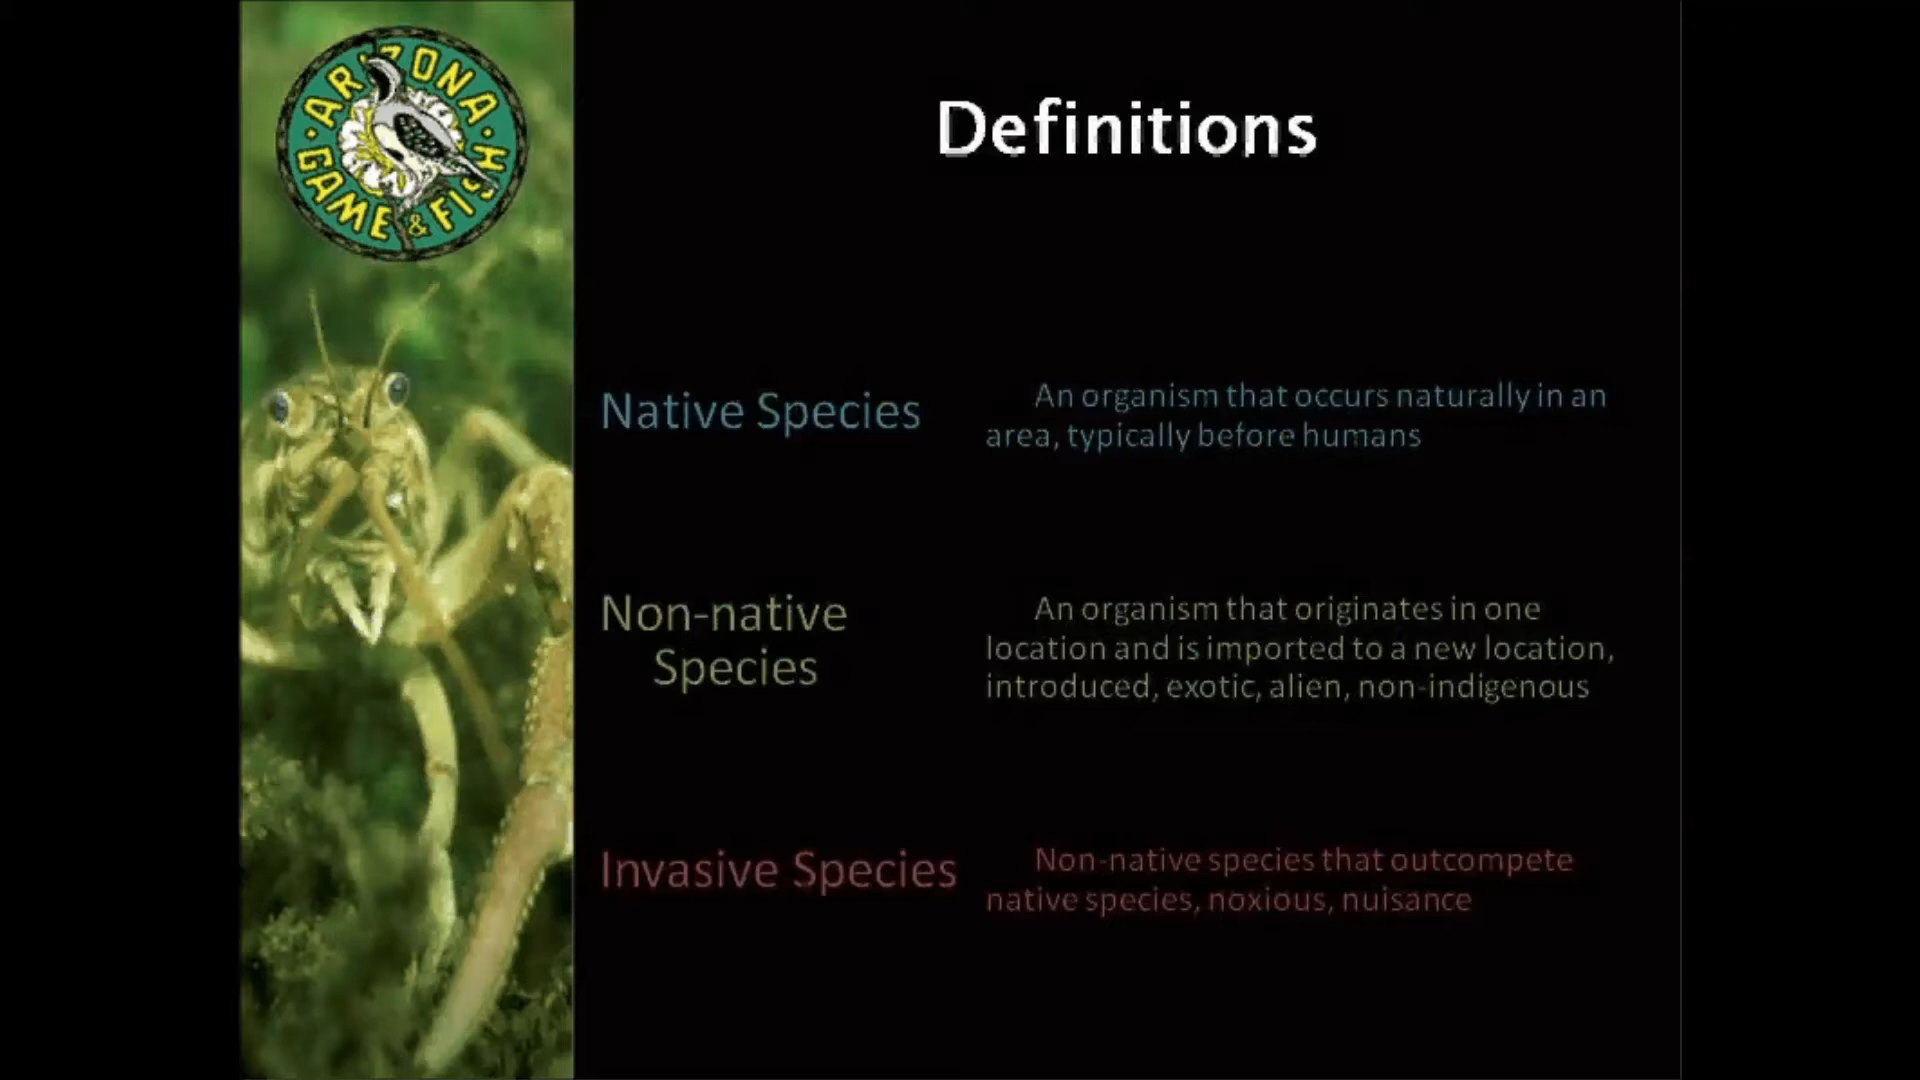 ARIZONA
GAME & FISH
Definitions
Native Species
An organism that occurs naturally in an
area, typically before humans
Non-native
Species
An organism that originates in one
location and is imported to a new location,
introduced, exotic, alien, non-indigenous
Invasive Species
Non-native species that outcompete
native species, noxious, nuisance